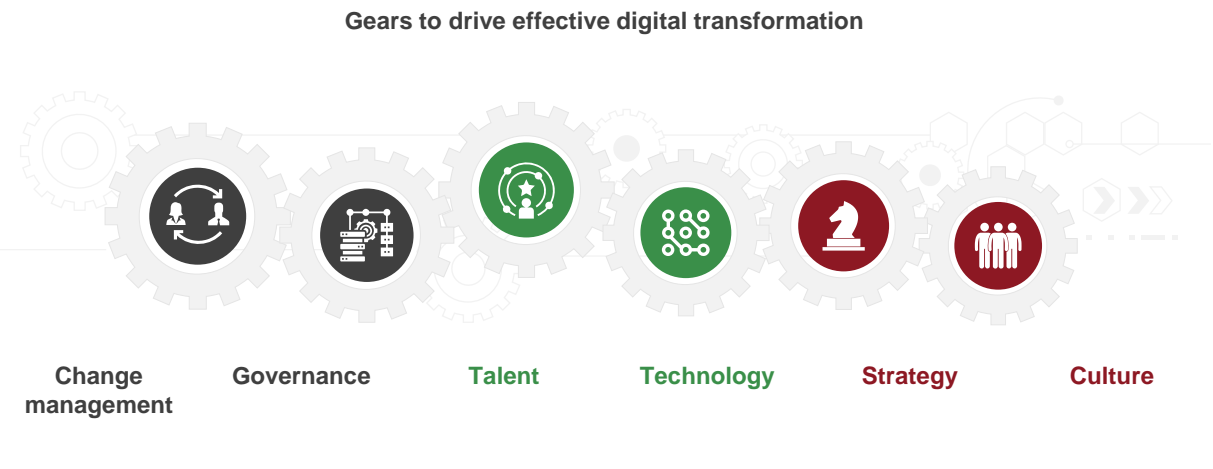 Gears to drive effective digital transformation
Change
management
Governance
Talent
Technology
Strategy
Culture